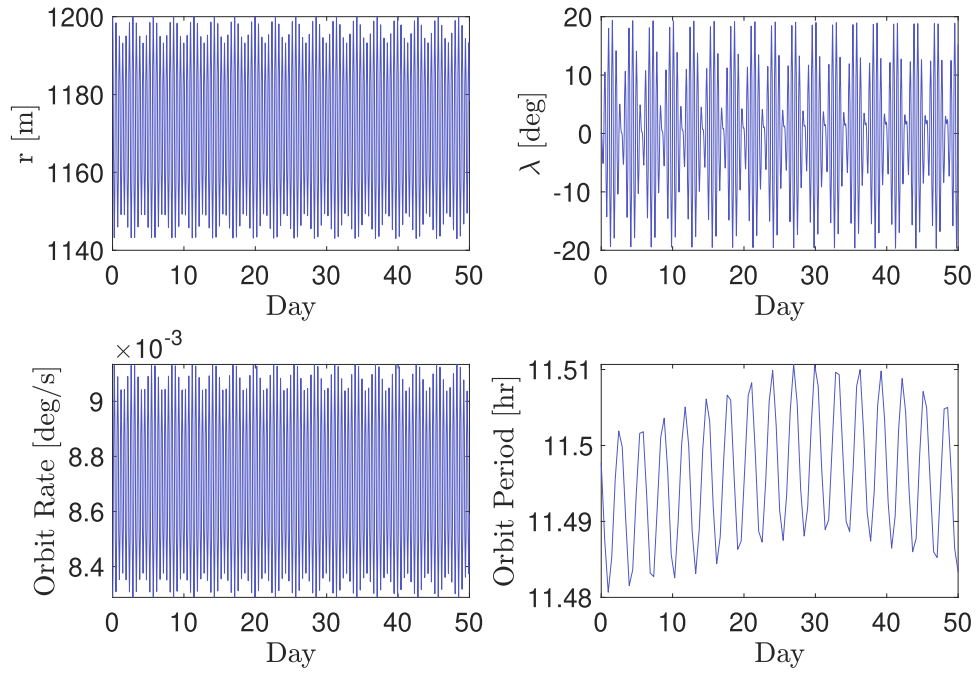 1200
1180
1160
1140
r [m]
0 10 20 30 40 50
Day
20
10
0
-10
-20
λ [deg]
0 10 20 30 40 50
Day
×10⁻³
9
8.8
8.6
8.4
Orbit Rate [deg/s]
0 10 20 30 40 50
Day
11.51
11.5
11.49
11.48
Orbit Period [hr]
0 10 20 30 40 50
Day